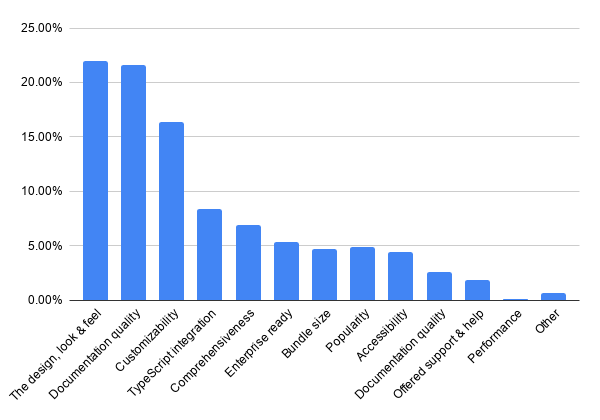 25.00%
20.00%
15.00%
10.00%
5.00%
0.00%
The design, look & feel
Documentation quality
Customizability
TypeScript integration
Comprehensiveness
Enterprise ready
Bundle size
Popularity
Accessibility
Documentation quality
Offered support & help
Performance
Other